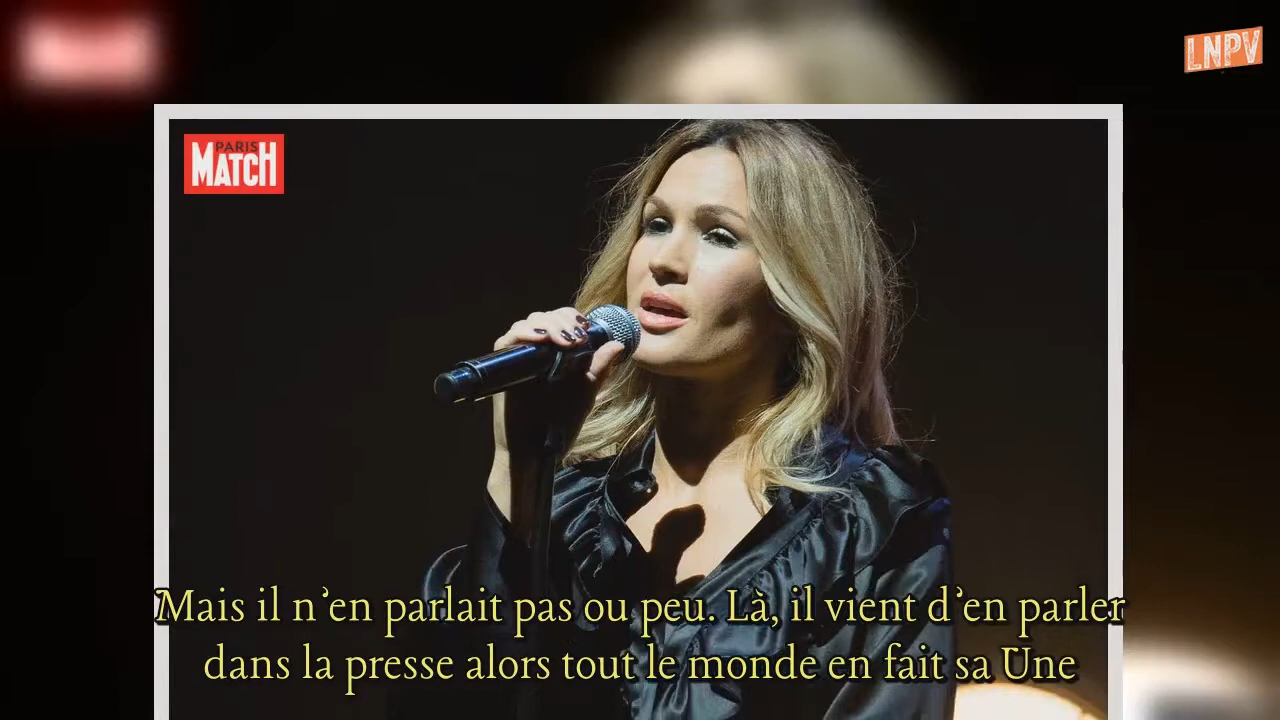 LNPV
PARIS
MATCH
Mais il n'en parlait pas ou peu. Là, il vient d'en parler
dans la presse alors tout le monde en fait sa Une